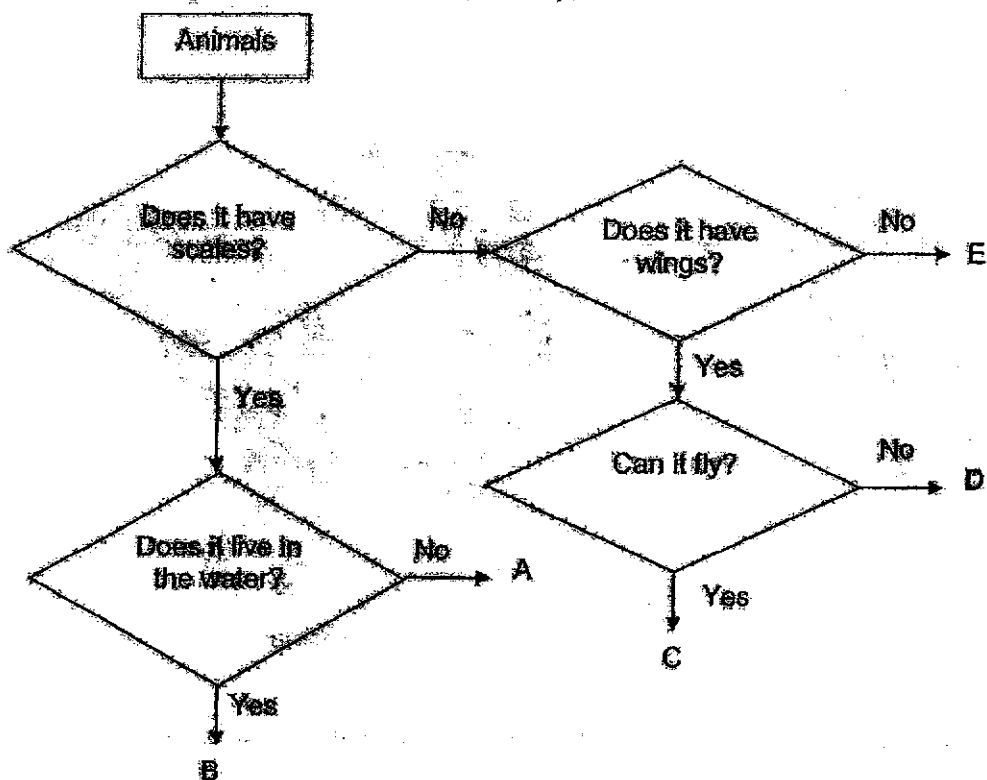 Animals
Does it have
scales?
No
Does it have
wings?
No
E
Yes
Yes
Can it fly?
No
D
Does it live in
the water?
No
A
Yes
C
Yes
B